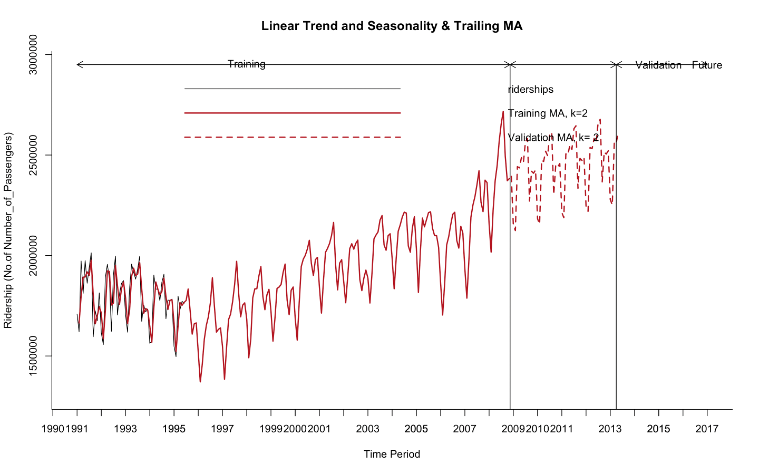 Linear Trend and Seasonality & Trailing MA
Ridership (No.of Number_of_Passengers)
3000000
2500000
2000000
1500000
Training
Validation
Future
riderships
Training MA, k=2
Validation MA, k= 2
1990 1991 1993 1995 1997 1999 2000 2001 2003 2005 2007 2009 2010 2011 2013 2015 2017
Time Period